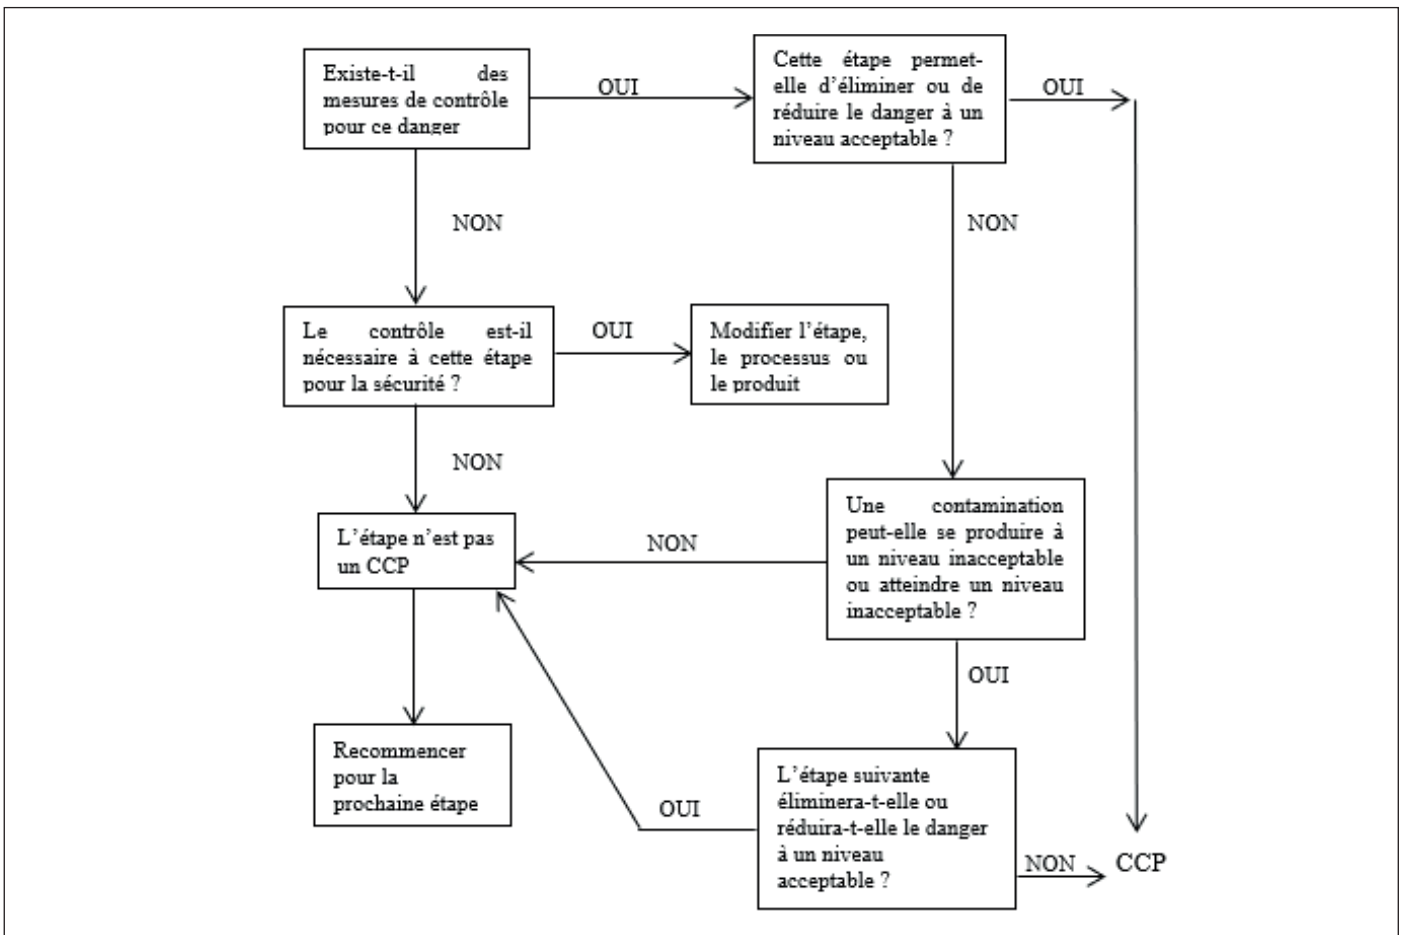 Existe-t-il des
mesures de contrôle
pour ce danger
OUI
Cette étape permet-
elle d'éliminer ou de
réduire le danger à un
niveau acceptable ?
OUI
NON
NON
Le contrôle est-il
nécessaire à cette étape
pour la sécurité ?
OUI
Modifier l'étape,
le processus ou
le produit
NON
Une contamination
peut-elle se produire à
un niveau inacceptable
ou atteindre un niveau
inacceptable ?
L'étape n'est pas
un CCP
NON
OUI
Recommencer
pour la
prochaine étape
L'étape suivante
éliminera-t-elle ou
réduira-t-elle le danger
à un niveau
acceptable ?
OUI
NON
CCP